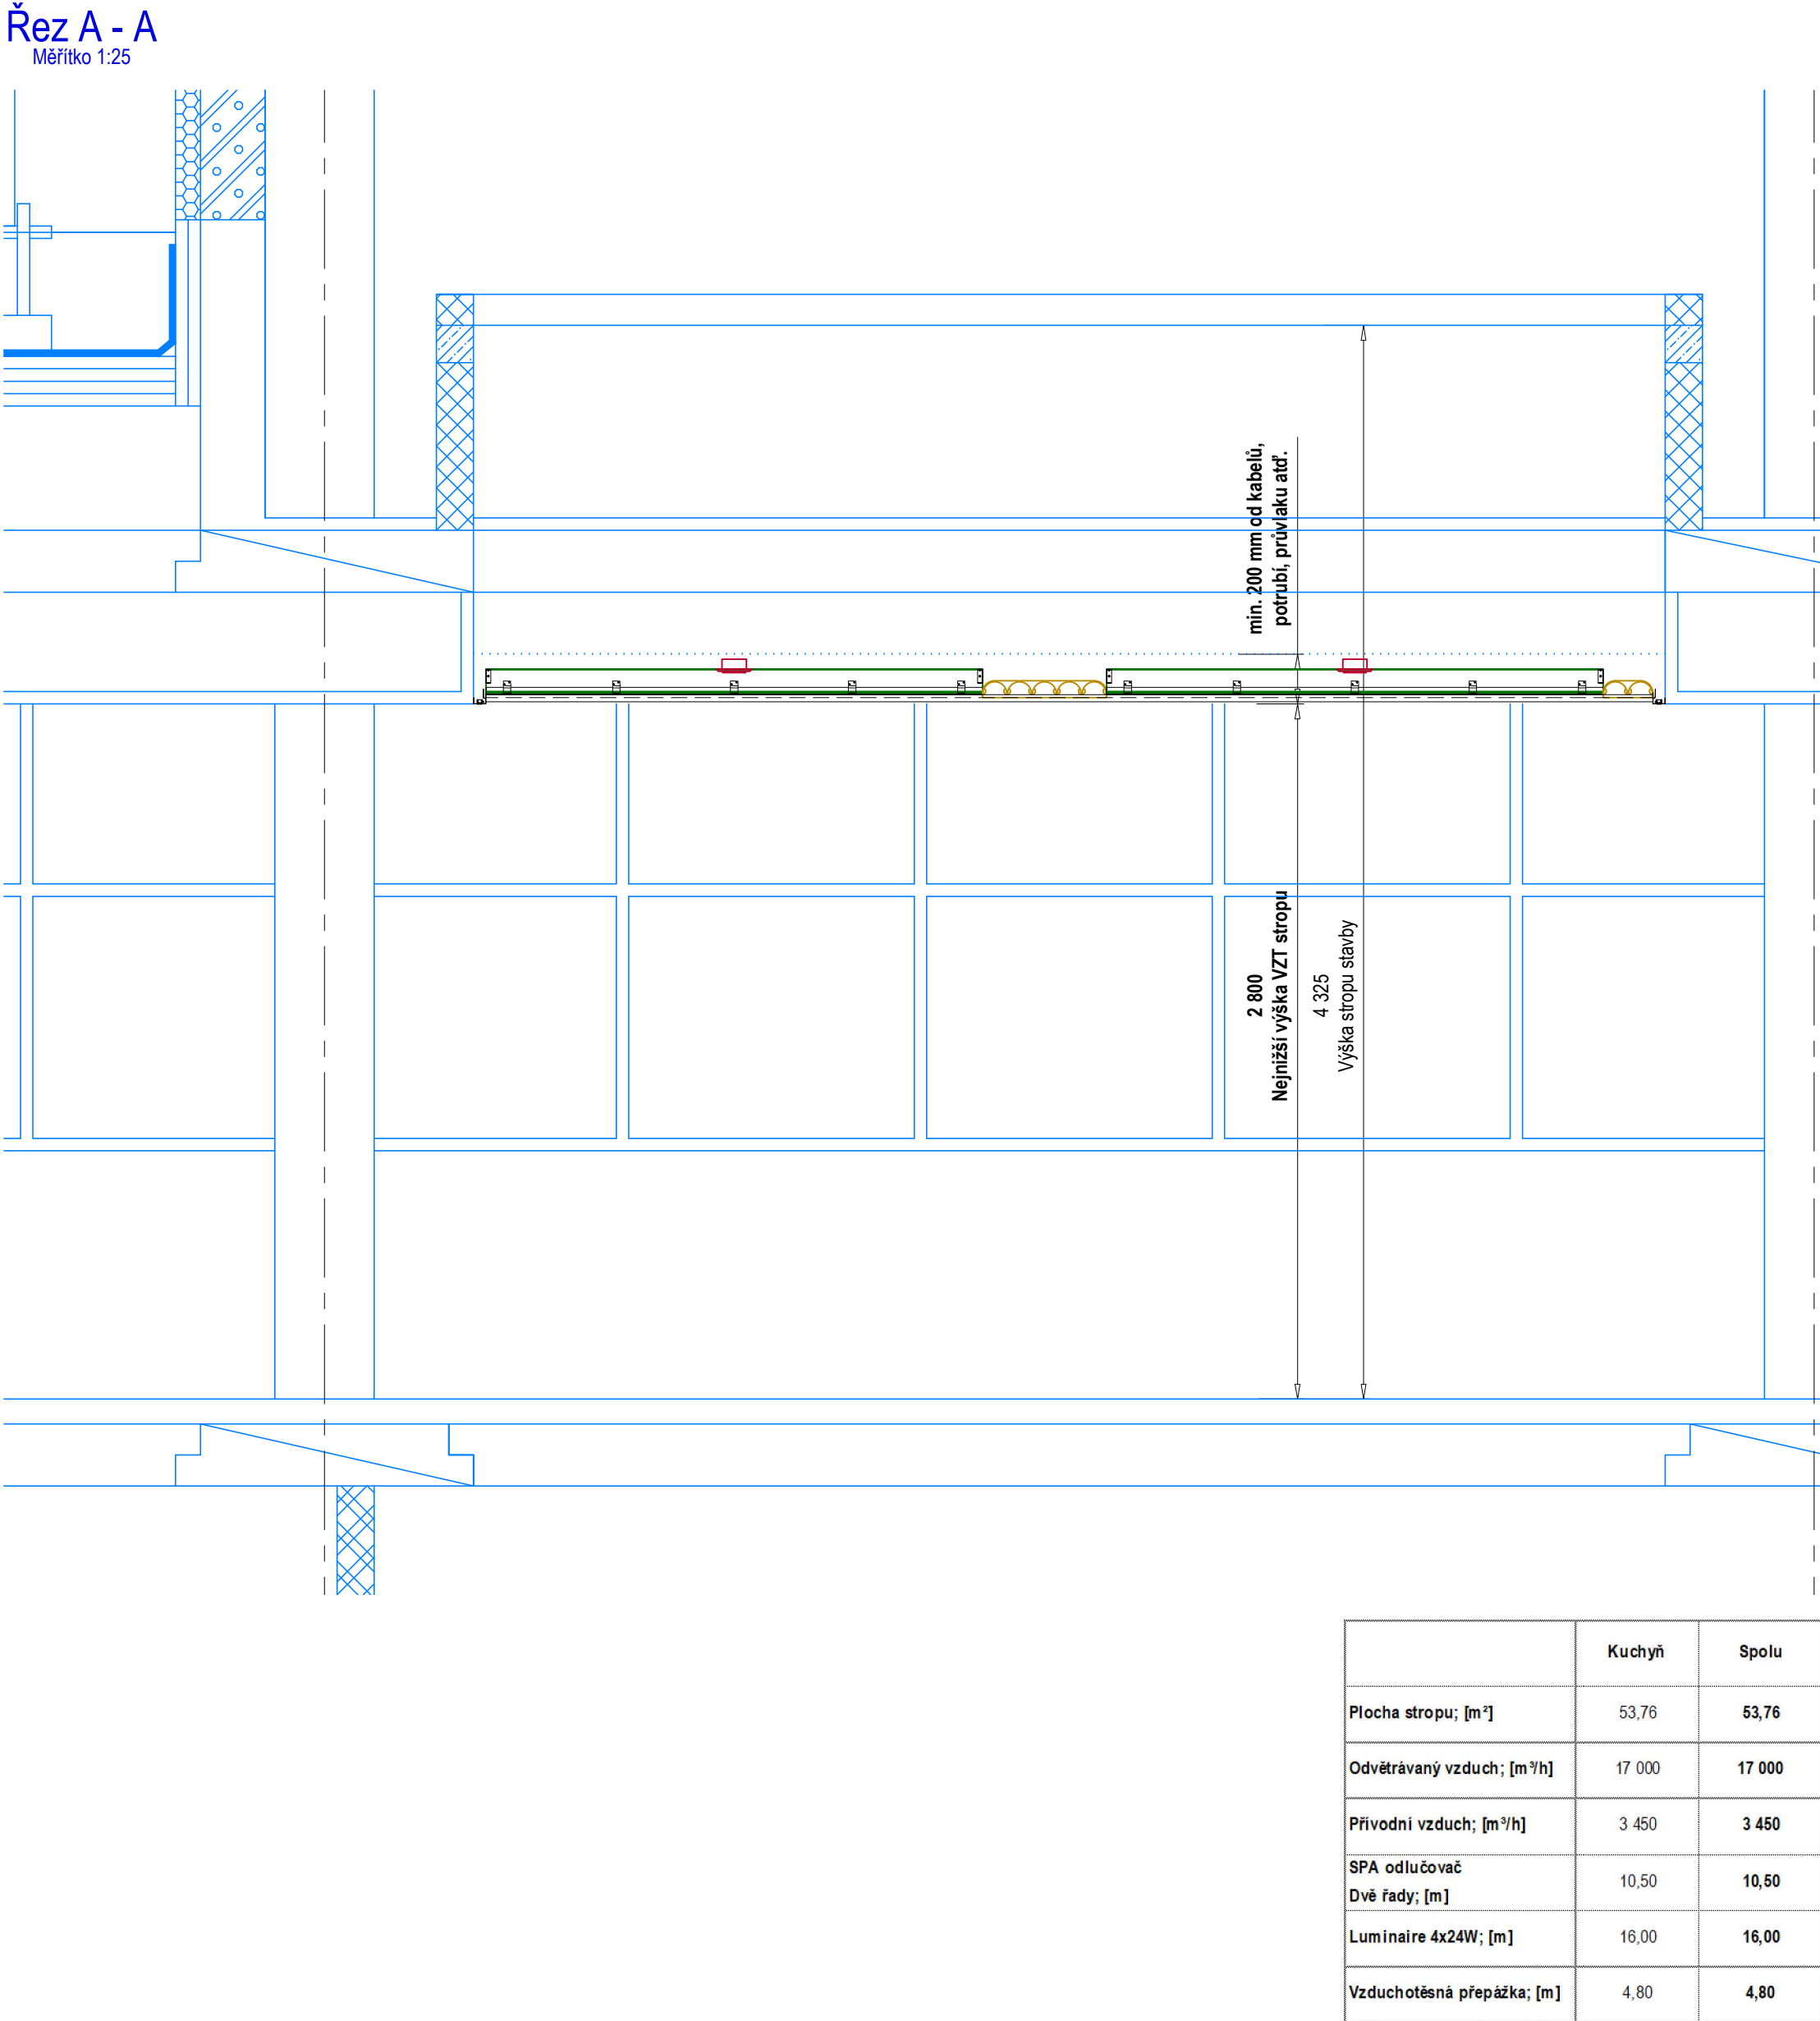 Řez A - A
Měřítko 1:25
min. 200 mm od kabelů,
potrubí, průvlaku atd'.
2 800
Nejnižší výška VZT stropu
4 325
Výška stropu stavby
Kuchyň Spolu
Plocha stropu; [m²] 53,76 53,76
Odvětrávaný vzduch; [m³/h] 17 000 17 000
Přívodní vzduch; [m³/h] 3 450 3 450
SPA odlučovač
Dvě řady; [m] 10,50 10,50
Luminaire 4x24W; [m] 16,00 16,00
Vzduchotěsná přepážka; [m] 4,80 4,80